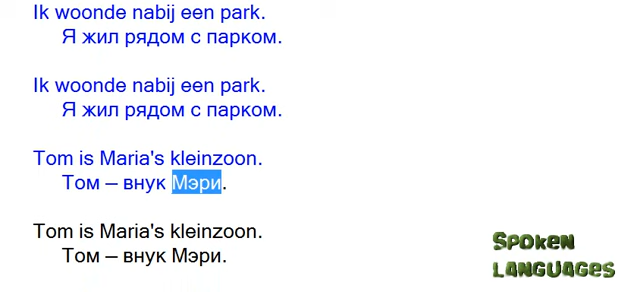 Ik woonde nabij een park.
Я жил рядом с парком.
Ik woonde nabij een park.
Я жил рядом с парком.
Tom is Maria's kleinzoon.
Том – внук Мэри.
Tom is Maria's kleinzoon.
Том – внук Мэри.
Spoken
Languages